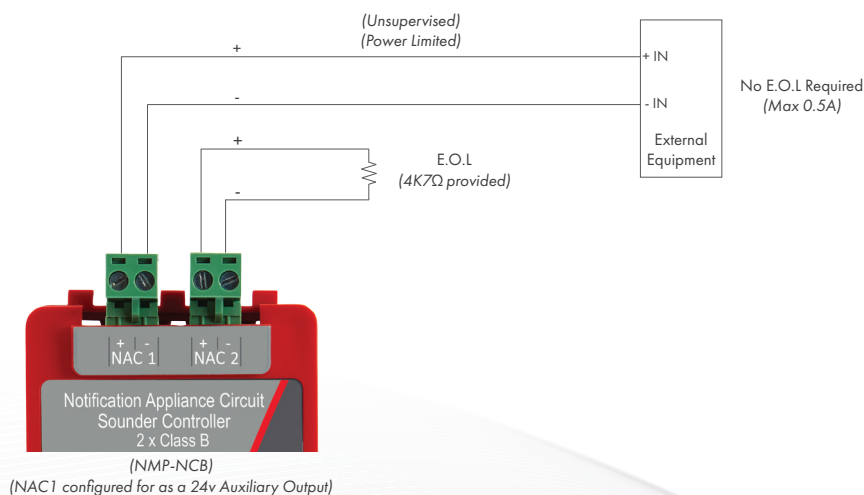 (Unsupervised)
(Power Limited)
+
+ IN
-
- IN
No E.O.L Required
(Max 0.5A)
External
Equipment
+
E.O.L
(4K7Ω provided)
-
+ - + -
NAC 1 NAC 2
Notification Appliance Circuit
Sounder Controller
2 x Class B
(NMP-NCB)
(NAC1 configured for as a 24v Auxiliary Output)